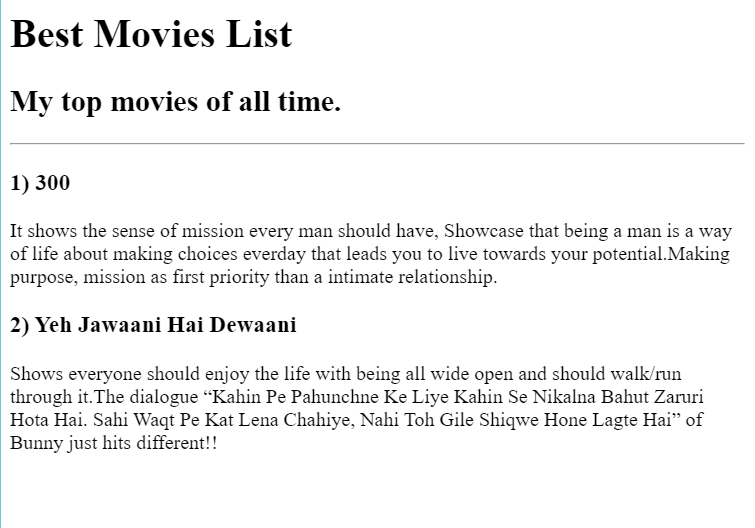 Best Movies List
My top movies of all time.
1) 300
It shows the sense of mission every man should have, Showcase that being a man is a way
of life about making choices everday that leads you to live towards your potential.Making
purpose, mission as first priority than a intimate relationship.
2) Yeh Jawaani Hai Dewaani
Shows everyone should enjoy the life with being all wide open and should walk/run
through it.The dialogue “Kahin Pe Pahunchne Ke Liye Kahin Se Nikalna Bahut Zaruri
Hota Hai. Sahi Waqt Pe Kat Lena Chahiye, Nahi Toh Gile Shiqwe Hone Lagte Hai” of
Bunny just hits different!!